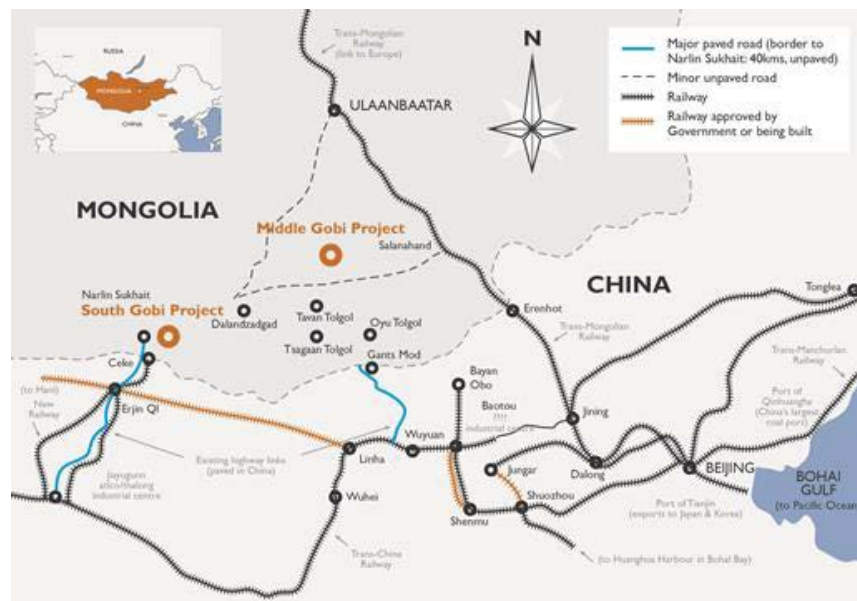 RUSSIA
MONGOLIA
CHINA
Trans-Mongolian
Railway
(link to Europe)
N
Major paved road (border to
Narlin Sukhait: 40kms, unpaved)
Minor unpaved road
Railway
Railway approved by
Government or being built
ULAANBAATAR
MONGOLIA
Middle Gobi Project
Salanahand
CHINA
Tonglea
Narlin Sukhait
South Gobi Project
Dalandzadgad
Tavan Tolgol
Oyu Tolgol
Erenhot
Trans-Mongolian
Railway
Tsagaan Tolgol
Ceke
Gants Mod
Trans-Manchurian
Railway
Bayan
Obo
(to Hami)
New
Railway
Erjin QI
Port of
Qinhuangha
(China's largest
coal port)
Baotou
industrial
Jining
Existing highway links
(paved in China)
Linha
Wuyuan
Jiayuguan
industrial centre
Jungar
Dalong
BEIJING
BOHAI
GULF
(to Pacific Ocean
Wuhei
Shenmu
Shuozhou
Port of Tianjin
(exports to Japan & Korea)
Trans-China
Railway
(to Huanghua Harbour in Bohai Bay)